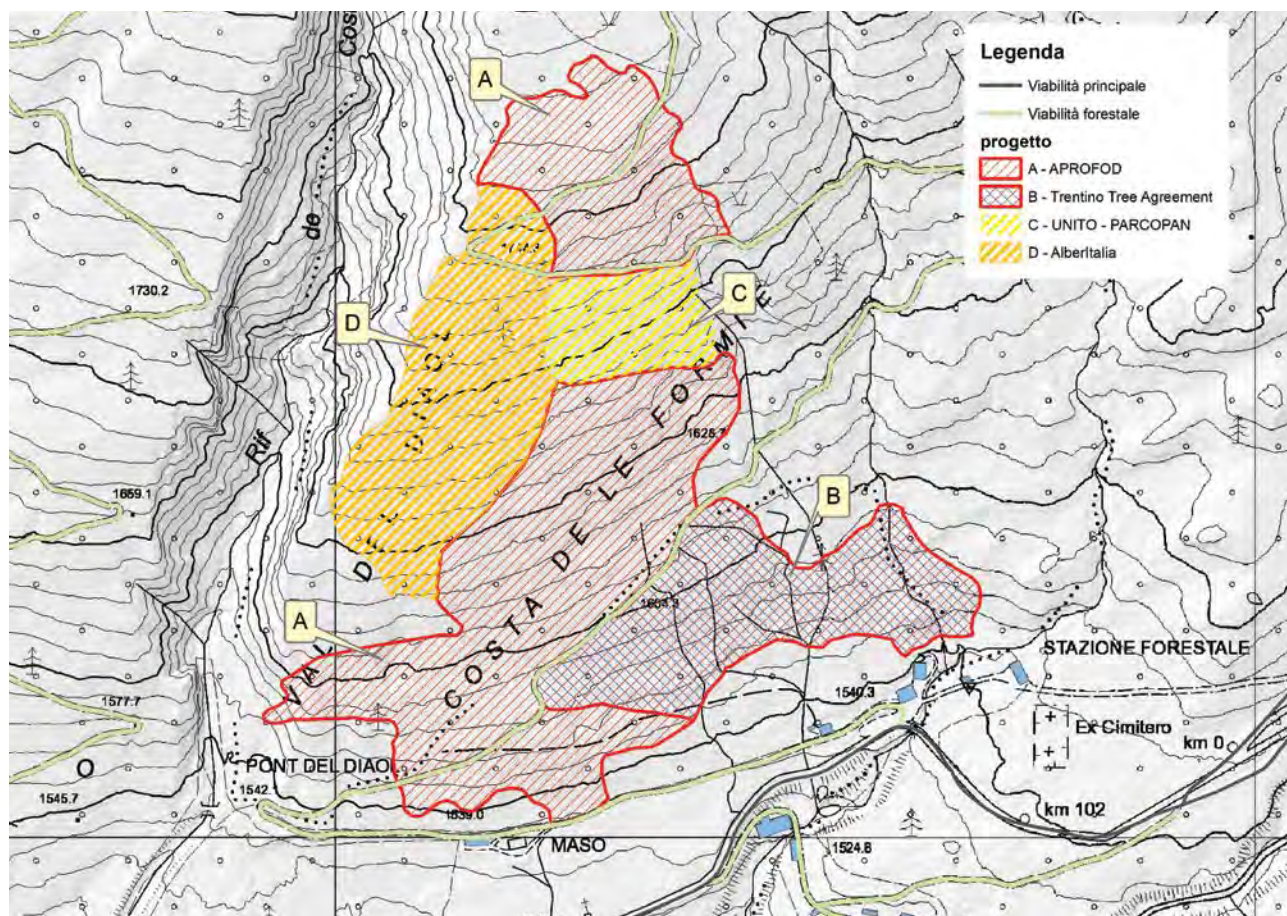 Legenda
Viabilità principale
Viabilità forestale
progetto
A - APROFOD
B - Trentino Tree Agreement
C - UNITO - PARCOPAN
D - AlberItalia
A
de
Rif
1730.2
C
D
1659.1
1625.7
B
VAL
COSTA DE LE FORMIE
A
STAZIONE FORESTALE
1577.7
1540.3
Ex Cimitero
km 0
O
PONT DEL DIAOL
1545.7
1542.
km 102
1539.0
MASO
1524.8